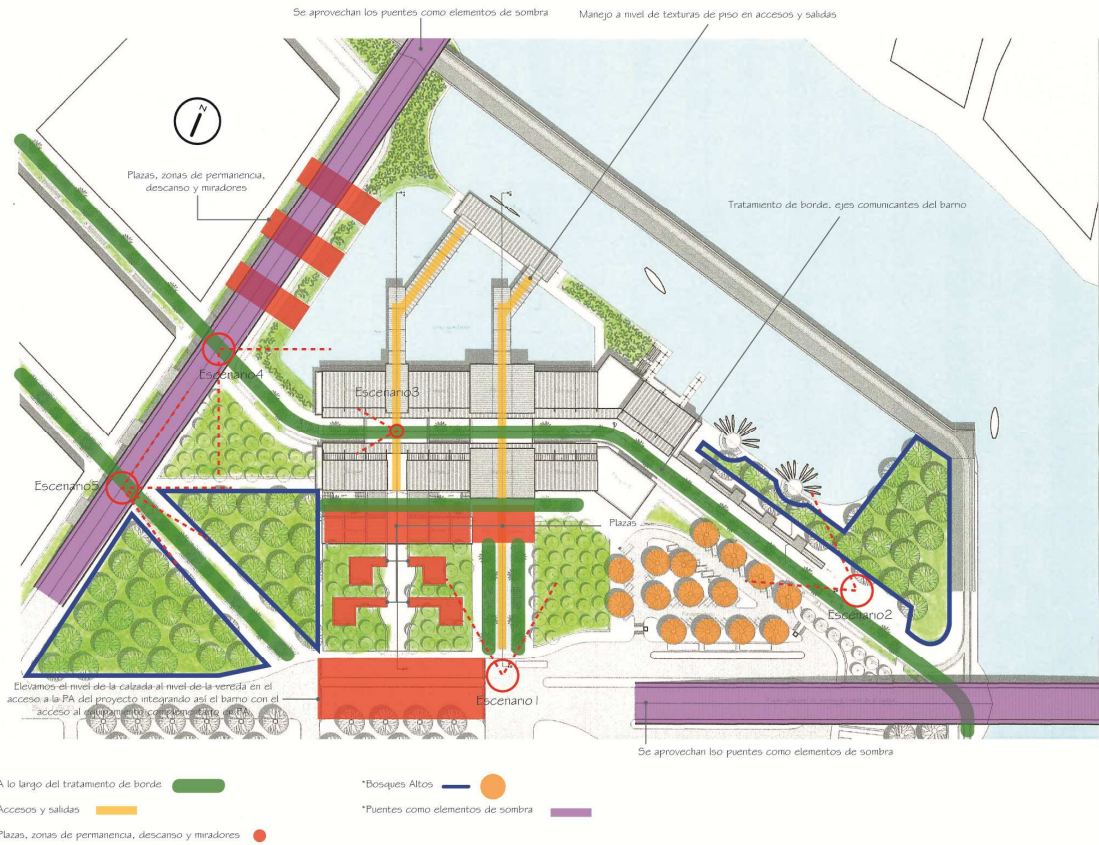 Se aprovechan los puentes como elementos de sombra
Manejo a nivel de texturas de piso en accesos y salidas
N
Plazas, zonas de permanencia,
descanso y miradores
Tratamiento de borde. ejes comunicantes del barrio
Escenario4
Escenario3
Escenario5
Plazas
Escenario2
Elevamos el nivel de la calzada al nivel de la vereda en el
acceso a la PA del proyecto integrando asi el barrio con el
acceso al equipamiento complementario en PA
Escenario 1
Se aprovechan lso puentes como elementos de sombra
A lo largo del tratamiento de borde
*Bosques Altos
Accesos y salidas
*Puentes como elementos de sombra
Plazas, zonas de permanencia, descanso y miradores